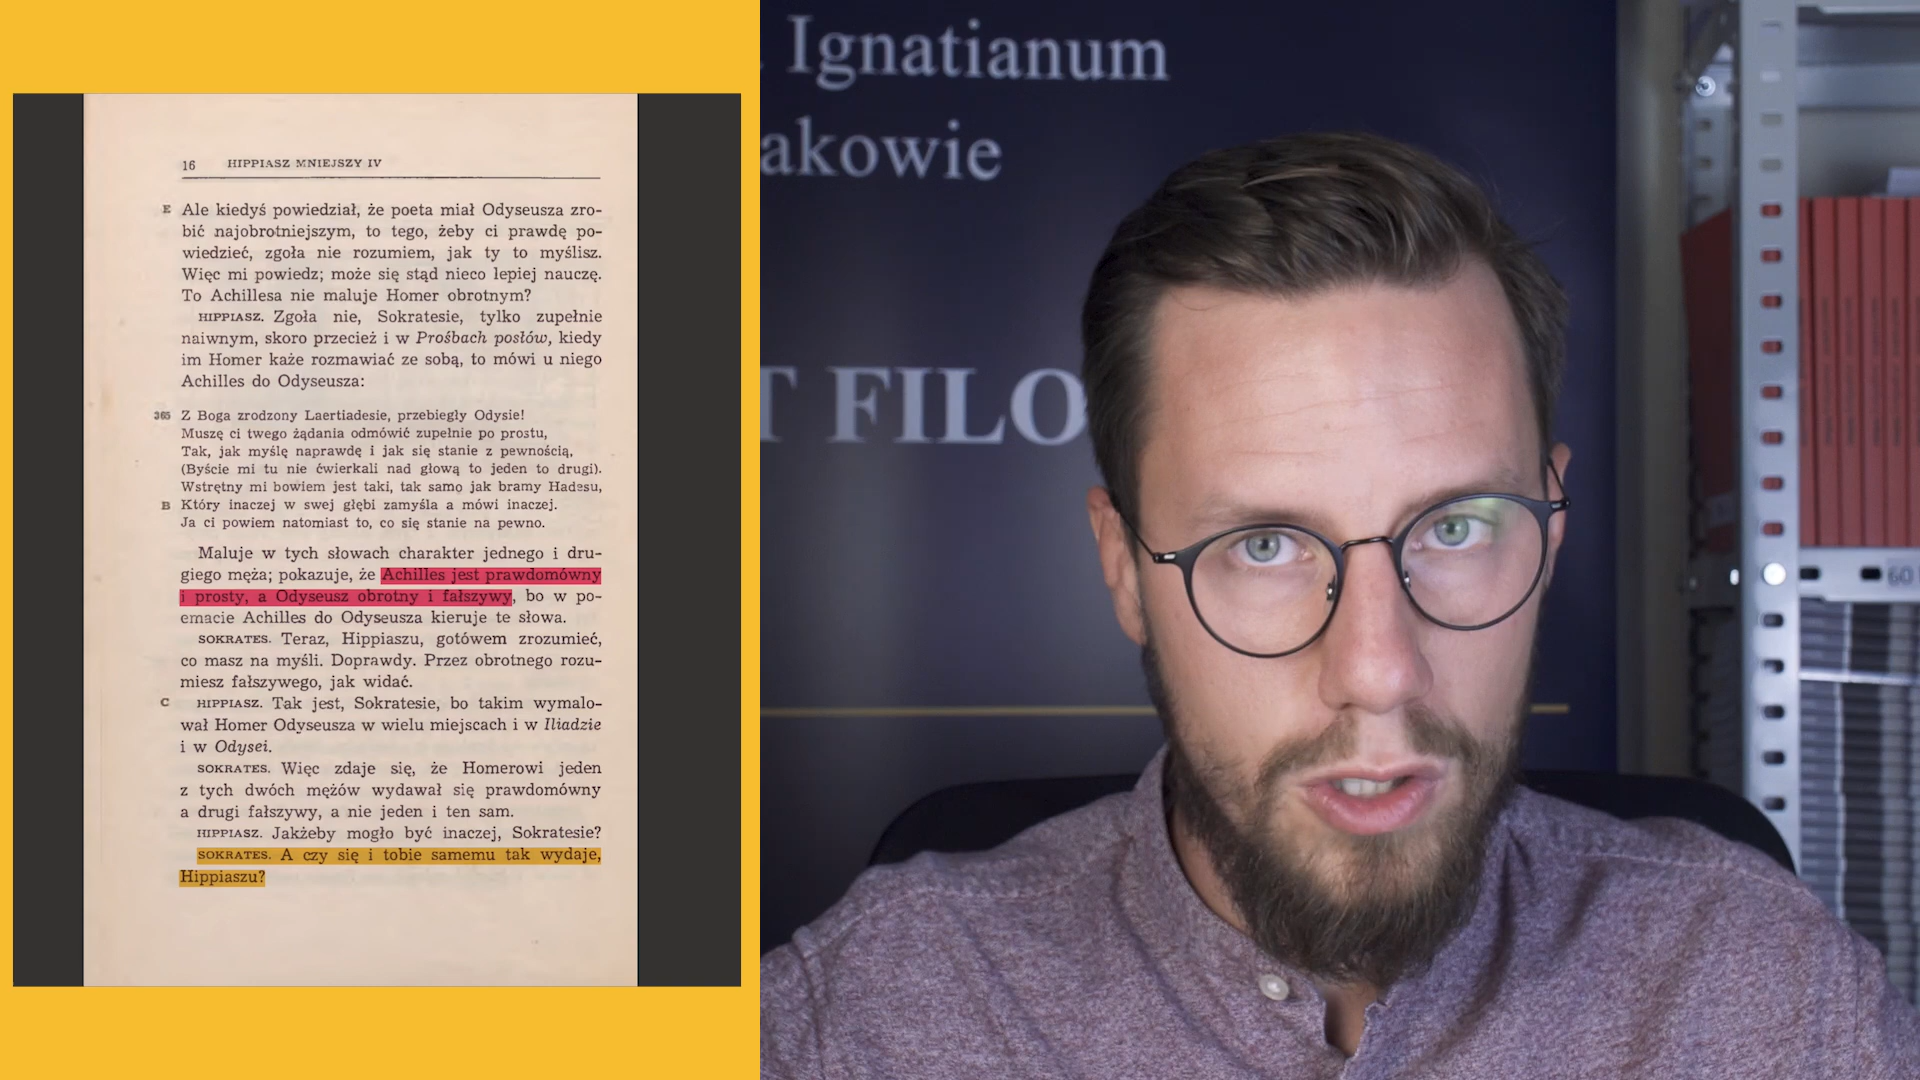 16 HIPPIASZ MNIEJSZY IV
E Ale kiedyś powiedział, że poeta miał Odyseusza zro-
bić najobrotniejszym, to tego, żeby ci prawdę po-
wiedzieć, zgoła nie rozumiem, jak ty to myślisz.
Więc mi powiedz; może się stąd nieco lepiej nauczę.
To Achillesa nie maluje Homer obrotnym?
HIPPIASZ. Zgoła nie, Sokratesie, tylko zupełnie
naiwnym, skoro przecież i w Prośbach posłów, kiedy
im Homer każe rozmawiać ze sobą, to mówi u niego
Achilles do Odyseusza:
365 Z Boga zrodzony Laertiadesie, przebiegły Odysie!
Muszę ci twego żądania odmówić zupełnie po prostu,
Tak, jak myślę naprawdę i jak się stanie z pewnością,
(Byście mi tu nie ćwierkali nad głową to jeden to drugi).
Wstrętny mi bowiem jest taki, tak samo jak bramy Hadesu,
B Który inaczej w swej głębi zamyśla a mówi inaczej.
Ja ci powiem natomiast to, co się stanie na pewno.
Maluje w tych słowach charakter jednego i dru-
giego męża; pokazuje, że Achilles jest prawdomówny
i prosty, a Odyseusz obrotny i fałszywy, bo w po-
emacie Achilles do Odyseusza kieruje te słowa.
SOKRATES. Teraz, Hippiaszu, gotówem zrozumieć,
co masz na myśli. Doprawdy. Przez obrotnego rozu-
miesz fałszywego, jak widać.
C HIPPIASZ. Tak jest, Sokratesie, bo takim wymalo-
wał Homer Odyseusza w wielu miejscach i w Iliadzie
i w Odysei.
SOKRATES. Więc zdaje się, że Homerowi jeden
z tych dwóch mężów wydawał się prawdomówny
a drugi fałszywy, a nie jeden i ten sam.
HIPPIASZ. Jakżeby mogło być inaczej, Sokratesie?
SOKRATES. A czy się i tobie samemu tak wydaje,
Hippiaszu?
Ignatianum
akowie
T FILO
60